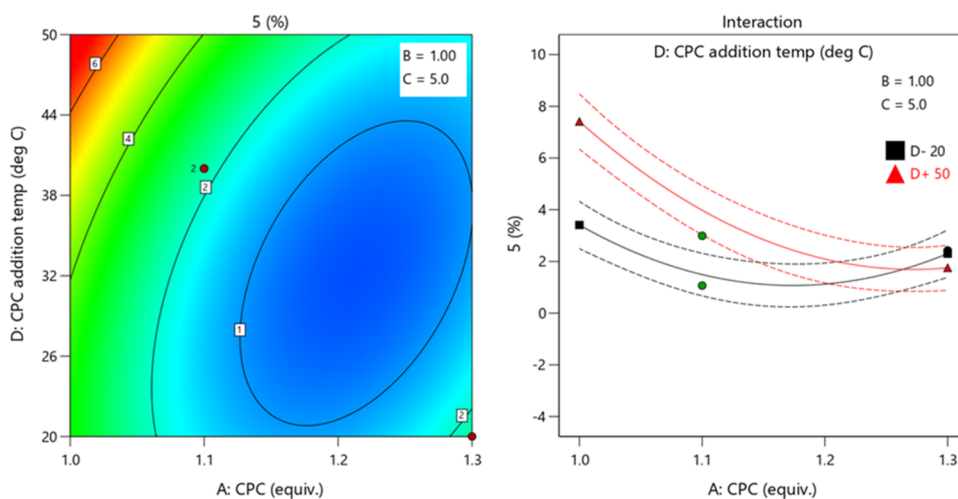 5 (%)
B = 1.00
C = 5.0
6
4
2
2
1
2
50
44
38
32
26
20
1.0
1.1
1.2
1.3
D: CPC addition temp (deg C)
A: CPC (equiv.)
Interaction
D: CPC addition temp (deg C)
B = 1.00
C = 5.0
D- 20
D+ 50
10
8
6
4
2
0
-2
-4
1.0
1.1
1.2
1.3
5 (%)
A: CPC (equiv.)